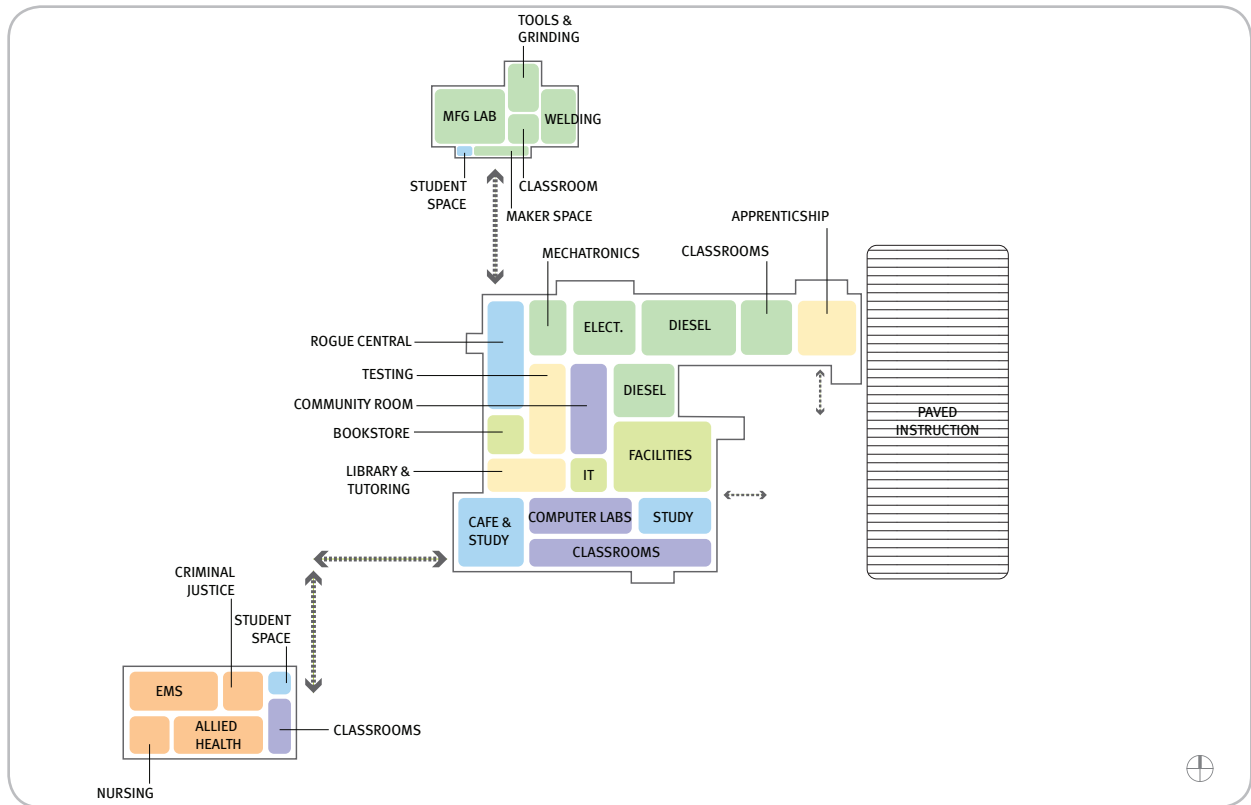 TOOLS &
GRINDING
MFG LAB
WELDING
STUDENT
SPACE
CLASSROOM
MAKER SPACE
APPRENTICSHIP
MECHATRONICS
CLASSROOMS
ELECT.
DIESEL
ROGUE CENTRAL
TESTING
COMMUNITY ROOM
DIESEL
BOOKSTORE
PAVED
INSTRUCTION
FACILITIES
LIBRARY &
TUTORING
IT
CAFE &
STUDY
COMPUTER LABS
STUDY
CLASSROOMS
CRIMINAL
JUSTICE
STUDENT
SPACE
EMS
ALLIED
HEALTH
CLASSROOMS
NURSING